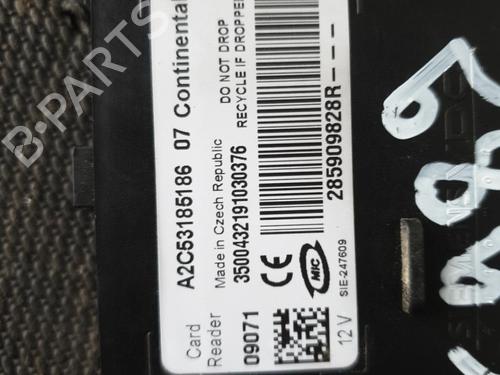 A2C53185186 07 Continental
Card
Reader
Made in Czech Republic
DO NOT DROP
RECYCLE IF DROPPED
09071
3500432191030376
285909828R---
CE
MIC
12 V
SIE-247609
B-Parts